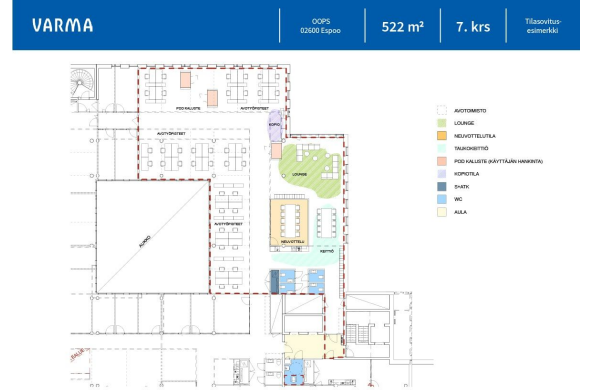 VARMA
OOPS
02600 Espoo
522 m²
7. krs
Tilasovitus-
esimerkki
POD KALUSTE
AVOTYÖPISTEET
KOPIO
AVOTYÖPISTEET
LOUNGE
AVOTYÖPISTEET
AUKKO
NEUVOTTELU
KEITTIÖ
AVOTOIMISTO
LOUNGE
NEUVOTTELUTILA
TAUKOKEITTIÖ
POD KALUSTE (KÄYTTÄJÄN HANKINTA)
KOPIOTILA
S+ATK
WC
AULA